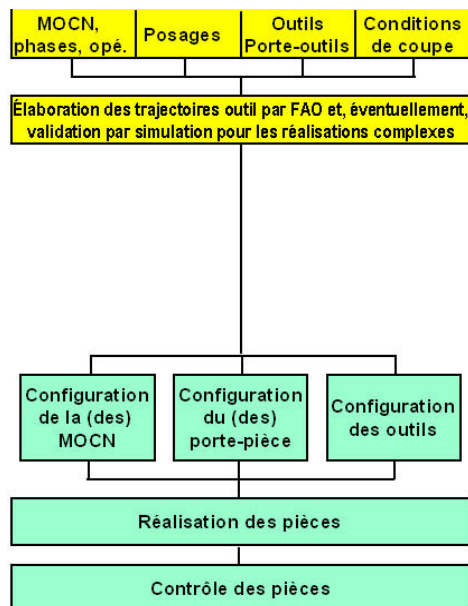 MOCN,
phases, opé.
Posages
Outils
Porte-outils
Conditions
de coupe
Élaboration des trajectoires outil par FAO et, éventuellement,
validation par simulation pour les réalisations complexes
Configuration
de la (des)
MOCN
Configuration
du (des)
porte-pièce
Configuration
des outils
Réalisation des pièces
Contrôle des pièces